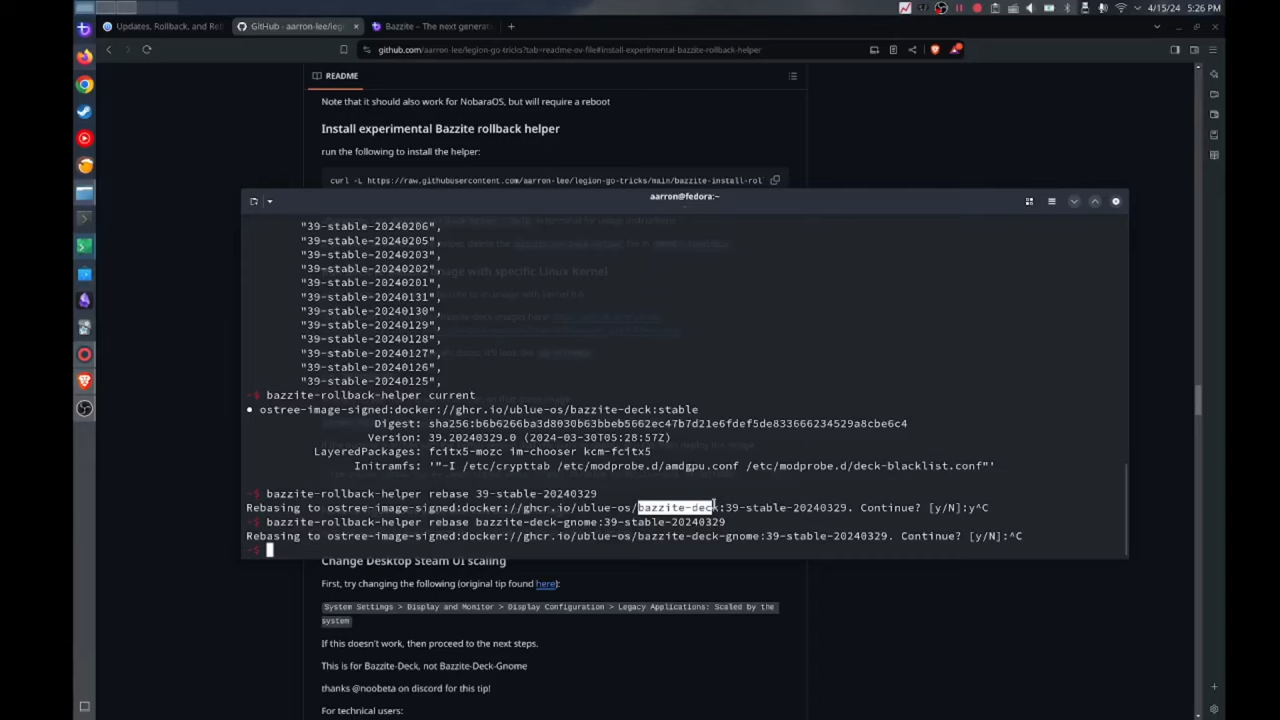 4/15/24 5:26 PM
Updates, Rollback, and Re
GitHub - aarron-lee/legi
Bazzite – The next generat
github.com/aarron-lee/legion-go-tricks?tab=readme-ov-file#install-experimental-bazzite-rollback-helper
README
Note that it should also work for NobaraOS, but will require a reboot
Install experimental Bazzite rollback helper
run the following to install the helper:
curl -L https://raw.githubusercontent.com/aarron-lee/legion-go-tricks/main/bazzite-install-rol
aarron@fedora:~
"39-stable-20240206",
"39-stable-20240205",
"39-stable-20240203",
"39-stable-20240202",
"39-stable-20240201",
"39-stable-20240131",
"39-stable-20240130",
"39-stable-20240129",
"39-stable-20240128",
"39-stable-20240127",
"39-stable-20240126",
"39-stable-20240125",
~$ bazzite-rollback-helper current
● ostree-image-signed:docker://ghcr.io/ublue-os/bazzite-deck:stable
Digest: sha256:b6b6266ba3d8030b63bbeb5662ec47b7d21e6fdef5de833666234529a8cbe6c4
Version: 39.20240329.0 (2024-03-30T05:28:57Z)
LayeredPackages: fcitx5-mozc im-chooser kcm-fcitx5
Initramfs: '"-I /etc/crypttab /etc/modprobe.d/amdgpu.conf /etc/modprobe.d/deck-blacklist.conf"'
~$ bazzite-rollback-helper rebase 39-stable-20240329
Rebasing to ostree-image-signed:docker://ghcr.io/ublue-os/bazzite-deck:39-stable-20240329. Continue? [y/N]:y^C
~$ bazzite-rollback-helper rebase bazzite-deck-gnome:39-stable-20240329
Rebasing to ostree-image-signed:docker://ghcr.io/ublue-os/bazzite-deck-gnome:39-stable-20240329. Continue? [y/N]:^C
~$
Change Desktop Steam UI scaling
First, try changing the following (original tip found here):
System Settings > Display and Monitor > Display Configuration > Legacy Applications: Scaled by the
system
If this doesn't work, then proceed to the next steps.
This is for Bazzite-Deck, not Bazzite-Deck-Gnome
thanks @noobeta on discord for this tip!
For technical users: